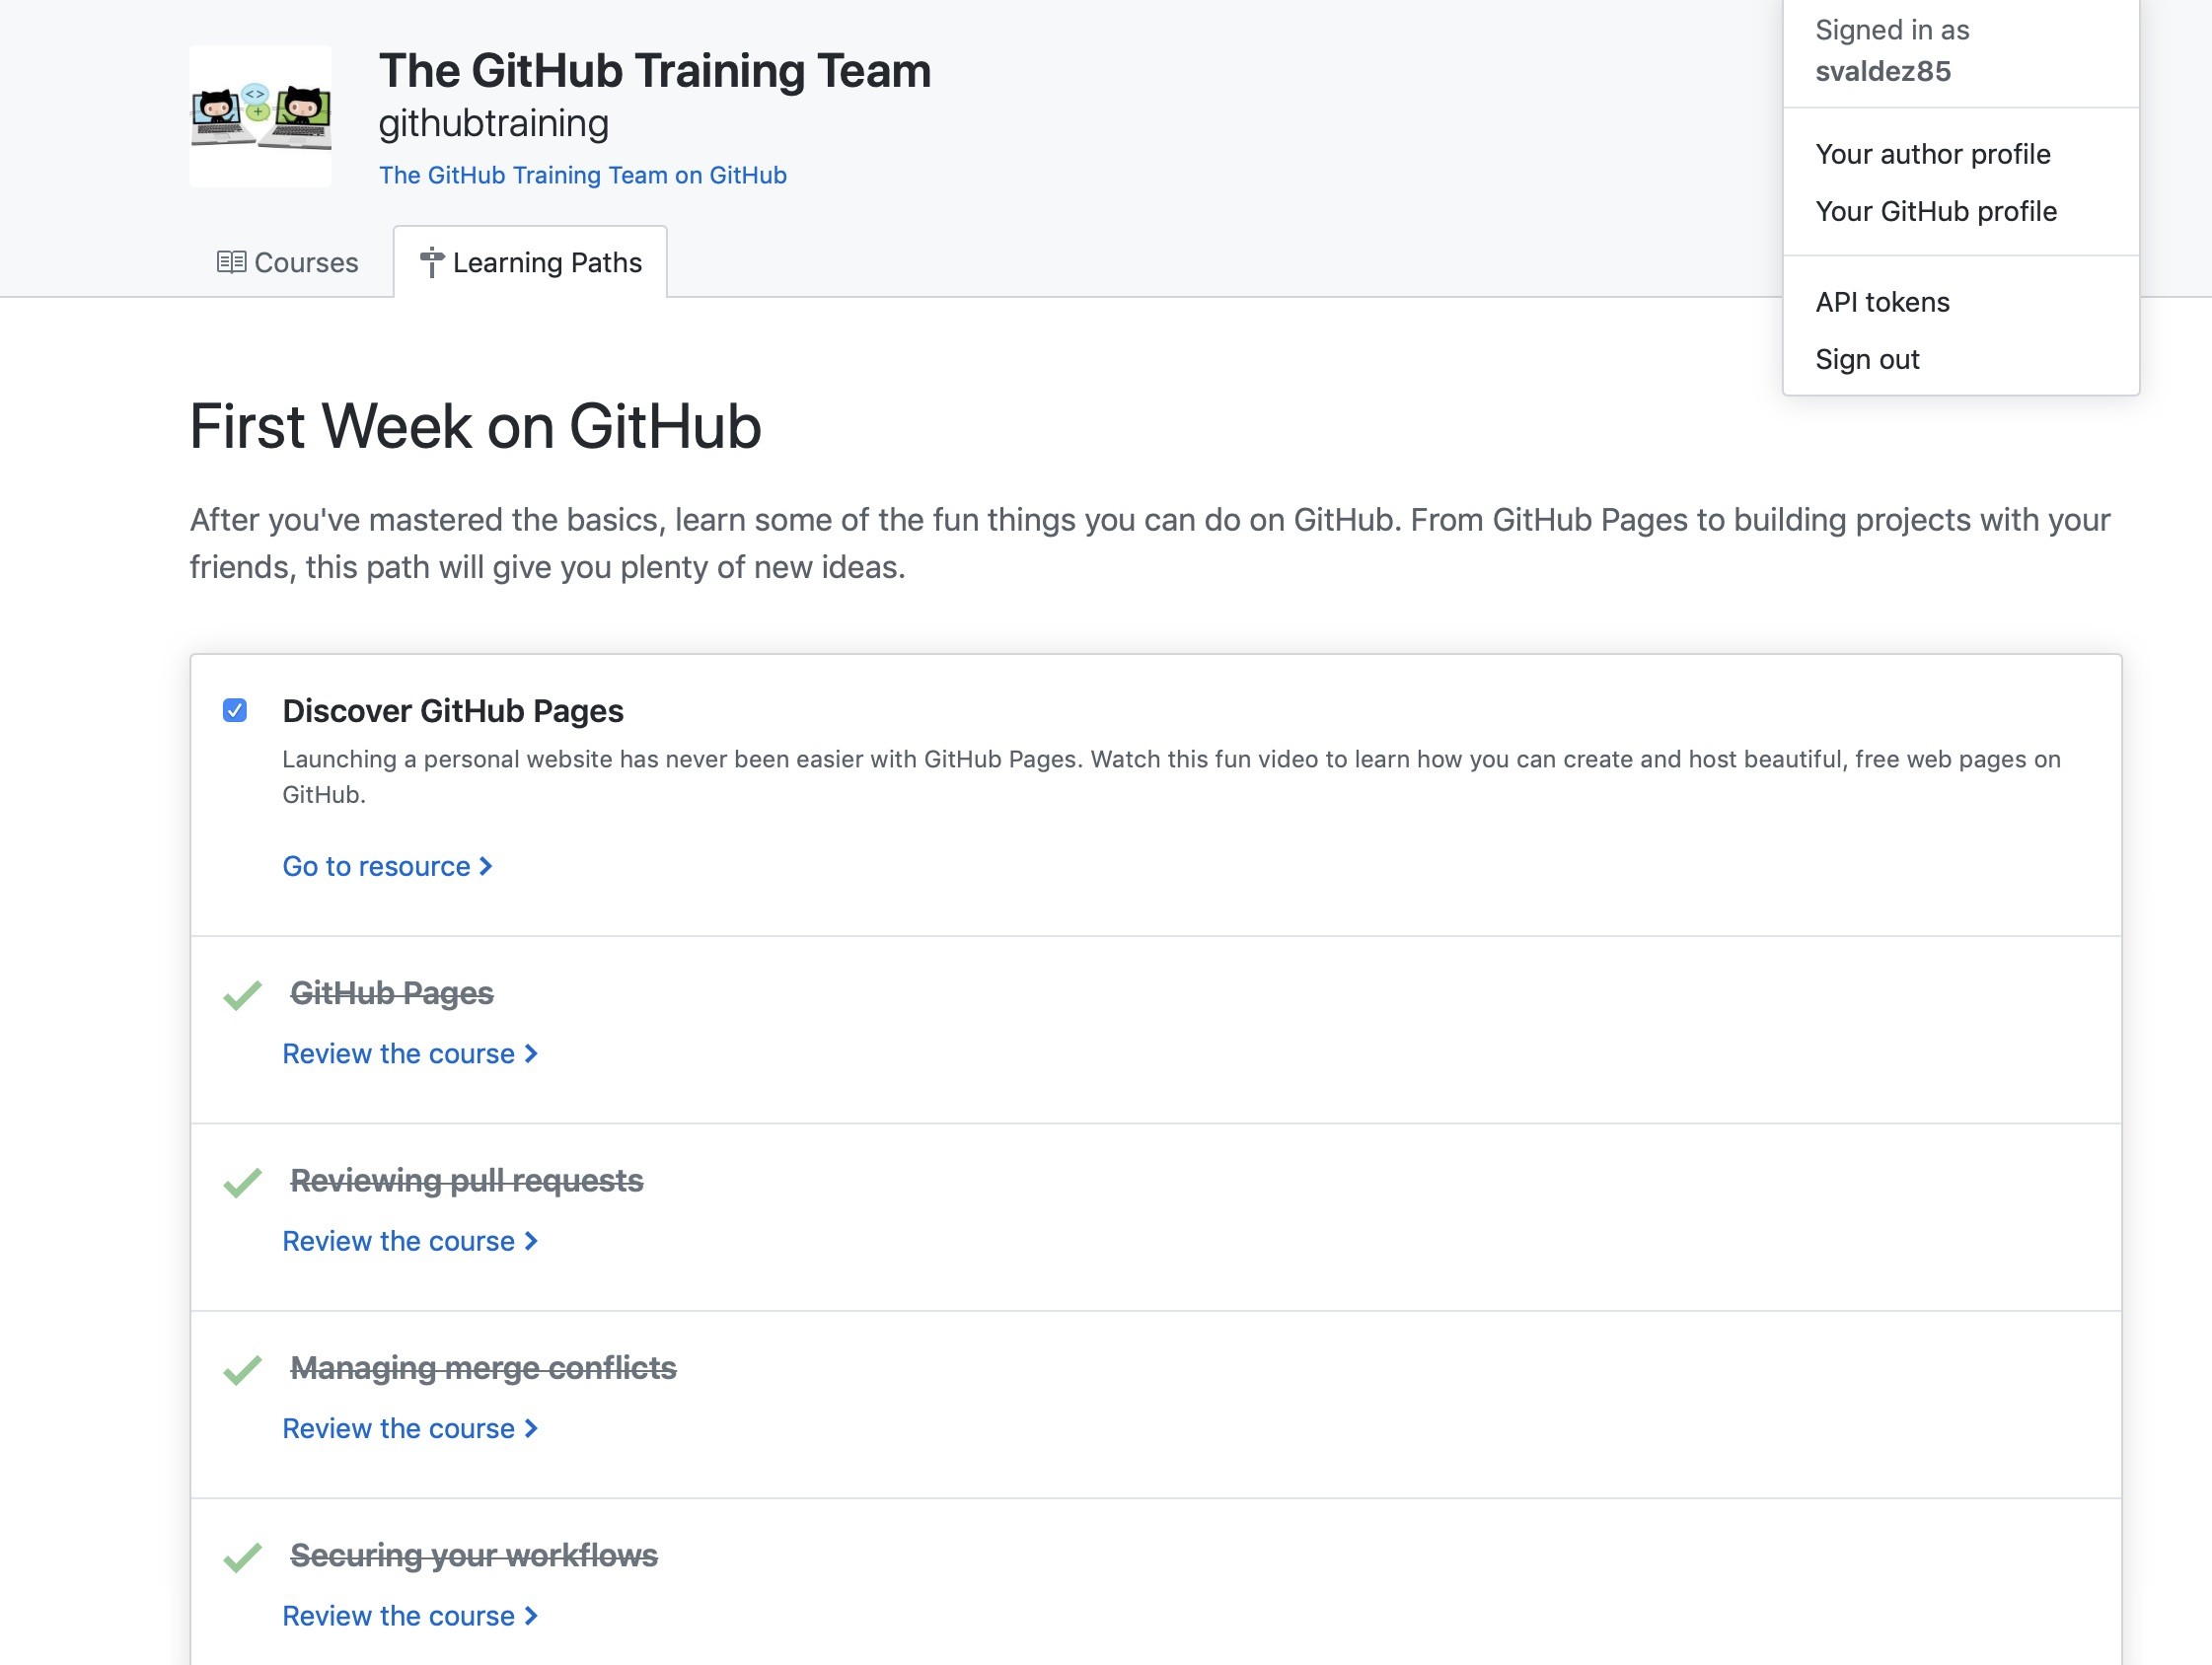 The GitHub Training Team
githubtraining
The GitHub Training Team on GitHub
Signed in as
svaldez85
Your author profile
Your GitHub profile
API tokens
Sign out
Courses
Learning Paths
First Week on GitHub
After you've mastered the basics, learn some of the fun things you can do on GitHub. From GitHub Pages to building projects with your
friends, this path will give you plenty of new ideas.
Discover GitHub Pages
Launching a personal website has never been easier with GitHub Pages. Watch this fun video to learn how you can create and host beautiful, free web pages on
GitHub.
Go to resource
GitHub Pages
Review the course
Reviewing pull requests
Review the course
Managing merge conflicts
Review the course
Securing your workflows
Review the course